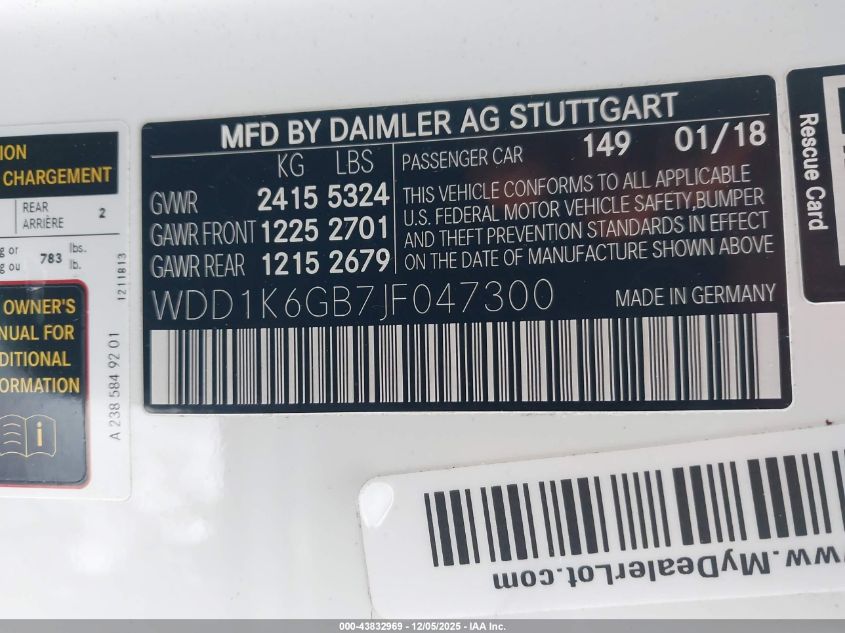 MFD BY DAIMLER AG STUTTGART
KG LBS
GVWR 2415 5324
GAWR FRONT 1225 2701
GAWR REAR 1215 2679
PASSENGER CAR 149 01/18
THIS VEHICLE CONFORMS TO ALL APPLICABLE
U.S. FEDERAL MOTOR VEHICLE SAFETY,BUMPER
AND THEFT PREVENTION STANDARDS IN EFFECT
ON THE DATE OF MANUFACTURE SHOWN ABOVE
WDD1K6GB7JF047300 MADE IN GERMANY
CHARGEMENT
REAR
ARRIÈRE 2
783 lbs.
lb.
1211813
OWNER'S
FOR
A 238 584 92 01
i
Rescue Card
www.MyDealerLot.com
MyDealerLot.com
000-43832969 | 12/05/2025 - IAA Inc.